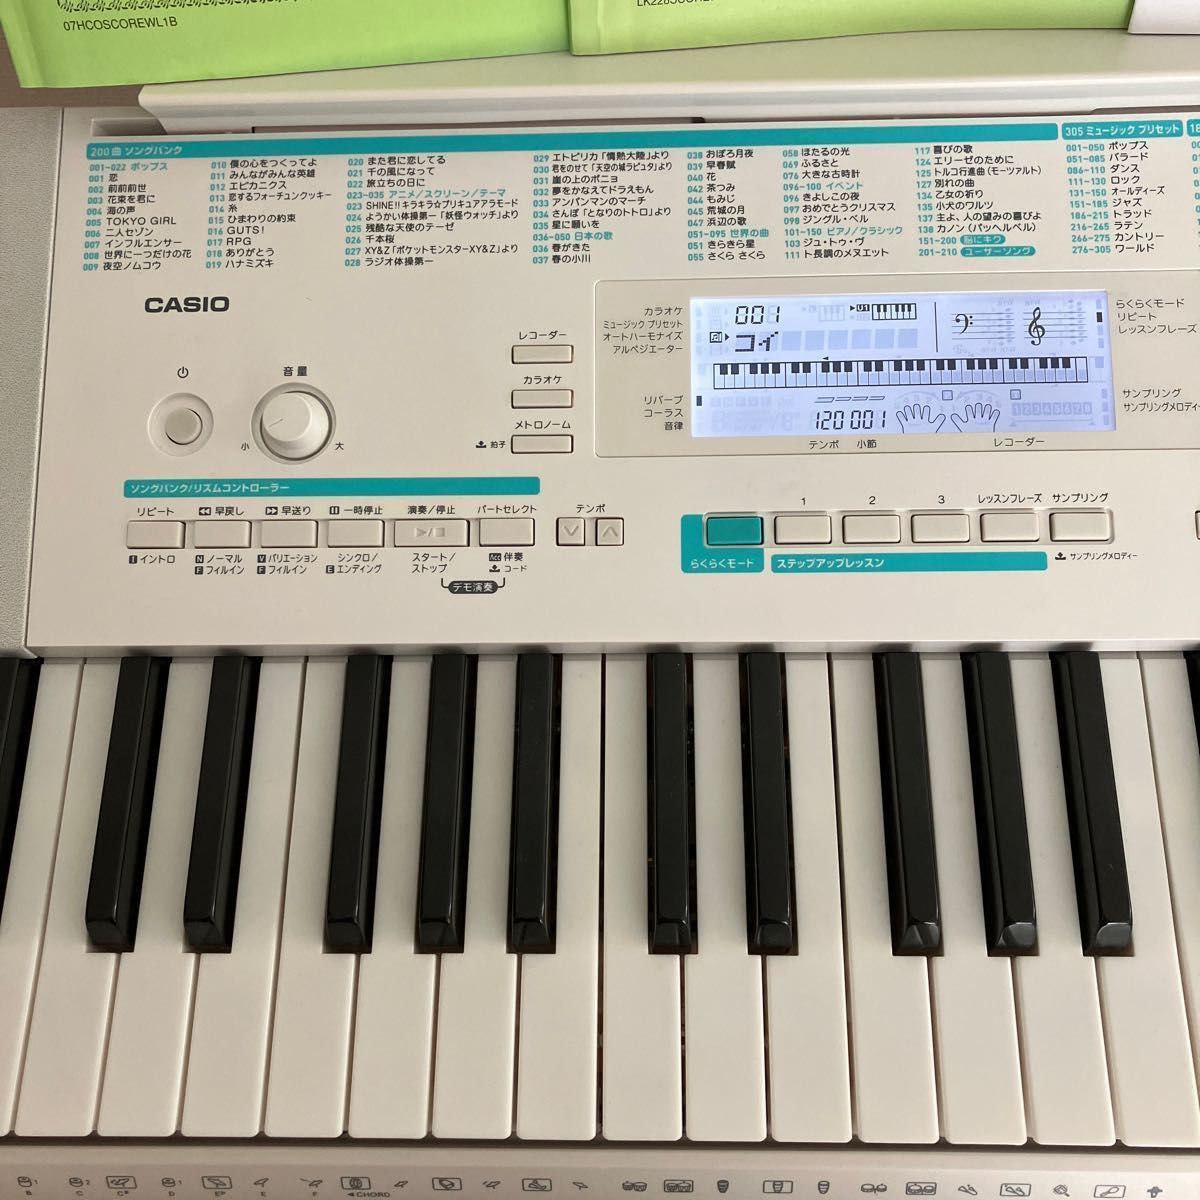 07HCOSCOREWL1B
200曲 ソングバンク
001-022 ポップス
001 恋
002 前前前世
003 花束を君に
004 海の声
005 TOKYO GIRL
006 二人セゾン
007 インフルエンサー
008 世界に一つだけの花
009 夜空ノムコウ
010 僕の心をつくってよ
011 みんながみんな英雄
012 エピカニクス
013 恋するフォーチュンクッキー
014 糸
015 ひまわりの約束
016 GUTS!
017 RPG
018 ありがとう
019 ハナミズキ
020 また君に恋してる
021 千の風になって
022 旅立ちの日に
023-035 アニメ/スクリーン/テーマ
023 SHINE!! キラキラ☆プリキュアアラモード
024 ようかい体操第一「妖怪ウォッチ」より
025 残酷な天使のテーゼ
026 千本桜
027 XY&Z「ポケットモンスターXY&Z」より
028 ラジオ体操第一
029 エトピリカ「情熱大陸」より
030 君をのせて「天空の城ラピュタ」より
031 崖の上のポニョ
032 夢をかなえてドラえもん
033 アンパンマンのマーチ
034 さんぽ「となりのトトロ」より
035 星に願いを
036-050 日本の歌
036 春がきた
037 春の小川
038 おぼろ月夜
039 早春賦
040 花
042 茶つみ
044 もみじ
045 荒城の月
047 浜辺の歌
051-095 世界の曲
051 きらきら星
055 さくら さくら
058 ほたるの光
069 ふるさと
076 大きな古時計
096-100 イベント
096 きよしこの夜
097 おめでとうクリスマス
098 ジングル・ベル
101-150 ピアノ/クラシック
103 ジュ・トゥ・ヴ
111 ト長調のメヌエット
117 喜びの歌
124 エリーゼのために
125 トルコ行進曲(モーツァルト)
127 別れの曲
134 乙女の祈り
135 小犬のワルツ
137 主よ、人の望みの喜びよ
138 カノン(パッヘルベル)
151-200 脳にキク
201-210 ユーザーソング
305 ミュージック プリセット
001-050 ポップス
051-085 バラード
086-110 ダンス
111-130 ロック
131-150 オールディーズ
151-185 ジャズ
186-215 トラッド
216-265 ラテン
266-275 カントリー
276-305 ワールド
CASIO
音量
小
大
レコーダー
カラオケ
メトロノーム
拍子
カラオケ
ミュージック プリセット
オートハーモナイズ
アルペジエーター
リバーブ
コーラス
音律
001
コイ
120 001
テンポ 小節
レコーダー
らくらくモード
リピート
レッスンフレーズ
サンプリング
サンプリングメロディー
ソングバンク/リズムコントローラー
リピート
早戻し
早送り
一時停止
演奏/停止
パートセレクト
テンポ
I イントロ
N ノーマル
F フィルイン
V バリエーション
F フィルイン
シンクロ/
E エンディング
スタート/
ストップ
Acc 伴奏
コード
デモ演奏
1
2
3
レッスンフレーズ
サンプリング
らくらくモード
ステップアップレッスン
サンプリングメロディー
B
C
C#
D
E♭
E
F
◀CHORD